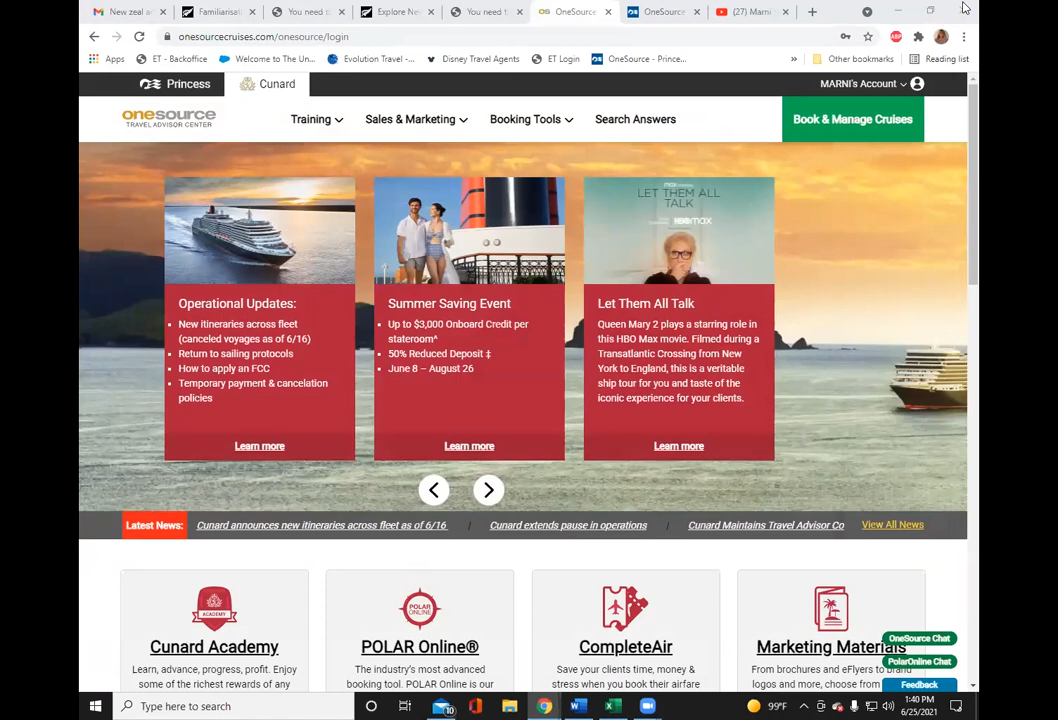 New zeal a
Familiarisat
You need t
Explore Ne
You need t
OneSource
OneSource
(27) Marni
onesourcecruises.com/onesource/login
ABP
Apps
ET - Backoffice
Welcome to The Un...
Evolution Travel -...
Disney Travel Agents
ET Login
OneSource - Prince...
»
Other bookmarks
Reading list
Princess
Cunard
MARNI's Account
onesource
TRAVEL ADVISOR CENTER
Training
Sales & Marketing
Booking Tools
Search Answers
Book & Manage Cruises
LET THEM ALL
TALK
HBOmax
Operational Updates:
New itineraries across fleet
(canceled voyages as of 6/16)
Return to sailing protocols
How to apply an FCC
Temporary payment & cancelation
policies
Learn more
Summer Saving Event
Up to $3,000 Onboard Credit per
stateroom^
50% Reduced Deposit ‡
June 8 – August 26
Learn more
Let Them All Talk
Queen Mary 2 plays a starring role in
this HBO Max movie. Filmed during a
Transatlantic Crossing from New
York to England, this is a veritable
ship tour for you and taste of the
iconic experience for your clients.
Learn more
Latest News:
Cunard announces new itineraries across fleet as of 6/16
Cunard extends pause in operations
Cunard Maintains Travel Advisor Co
View All News
ACADEMY
Cunard Academy
Learn, advance, progress, profit. Enjoy
some of the richest rewards of any
POLAR
ONLINE
POLAR Online®
The industry's most advanced
booking tool. POLAR Online is our
CompleteAir
Save your clients time, money &
stress when you book their airfare
Marketing Materials
From brochures and eFlyers to brand
logos and more, choose from
OneSource Chat
PolarOnline Chat
Feedback
Type here to search
10
99°F
1:40 PM
6/25/2021